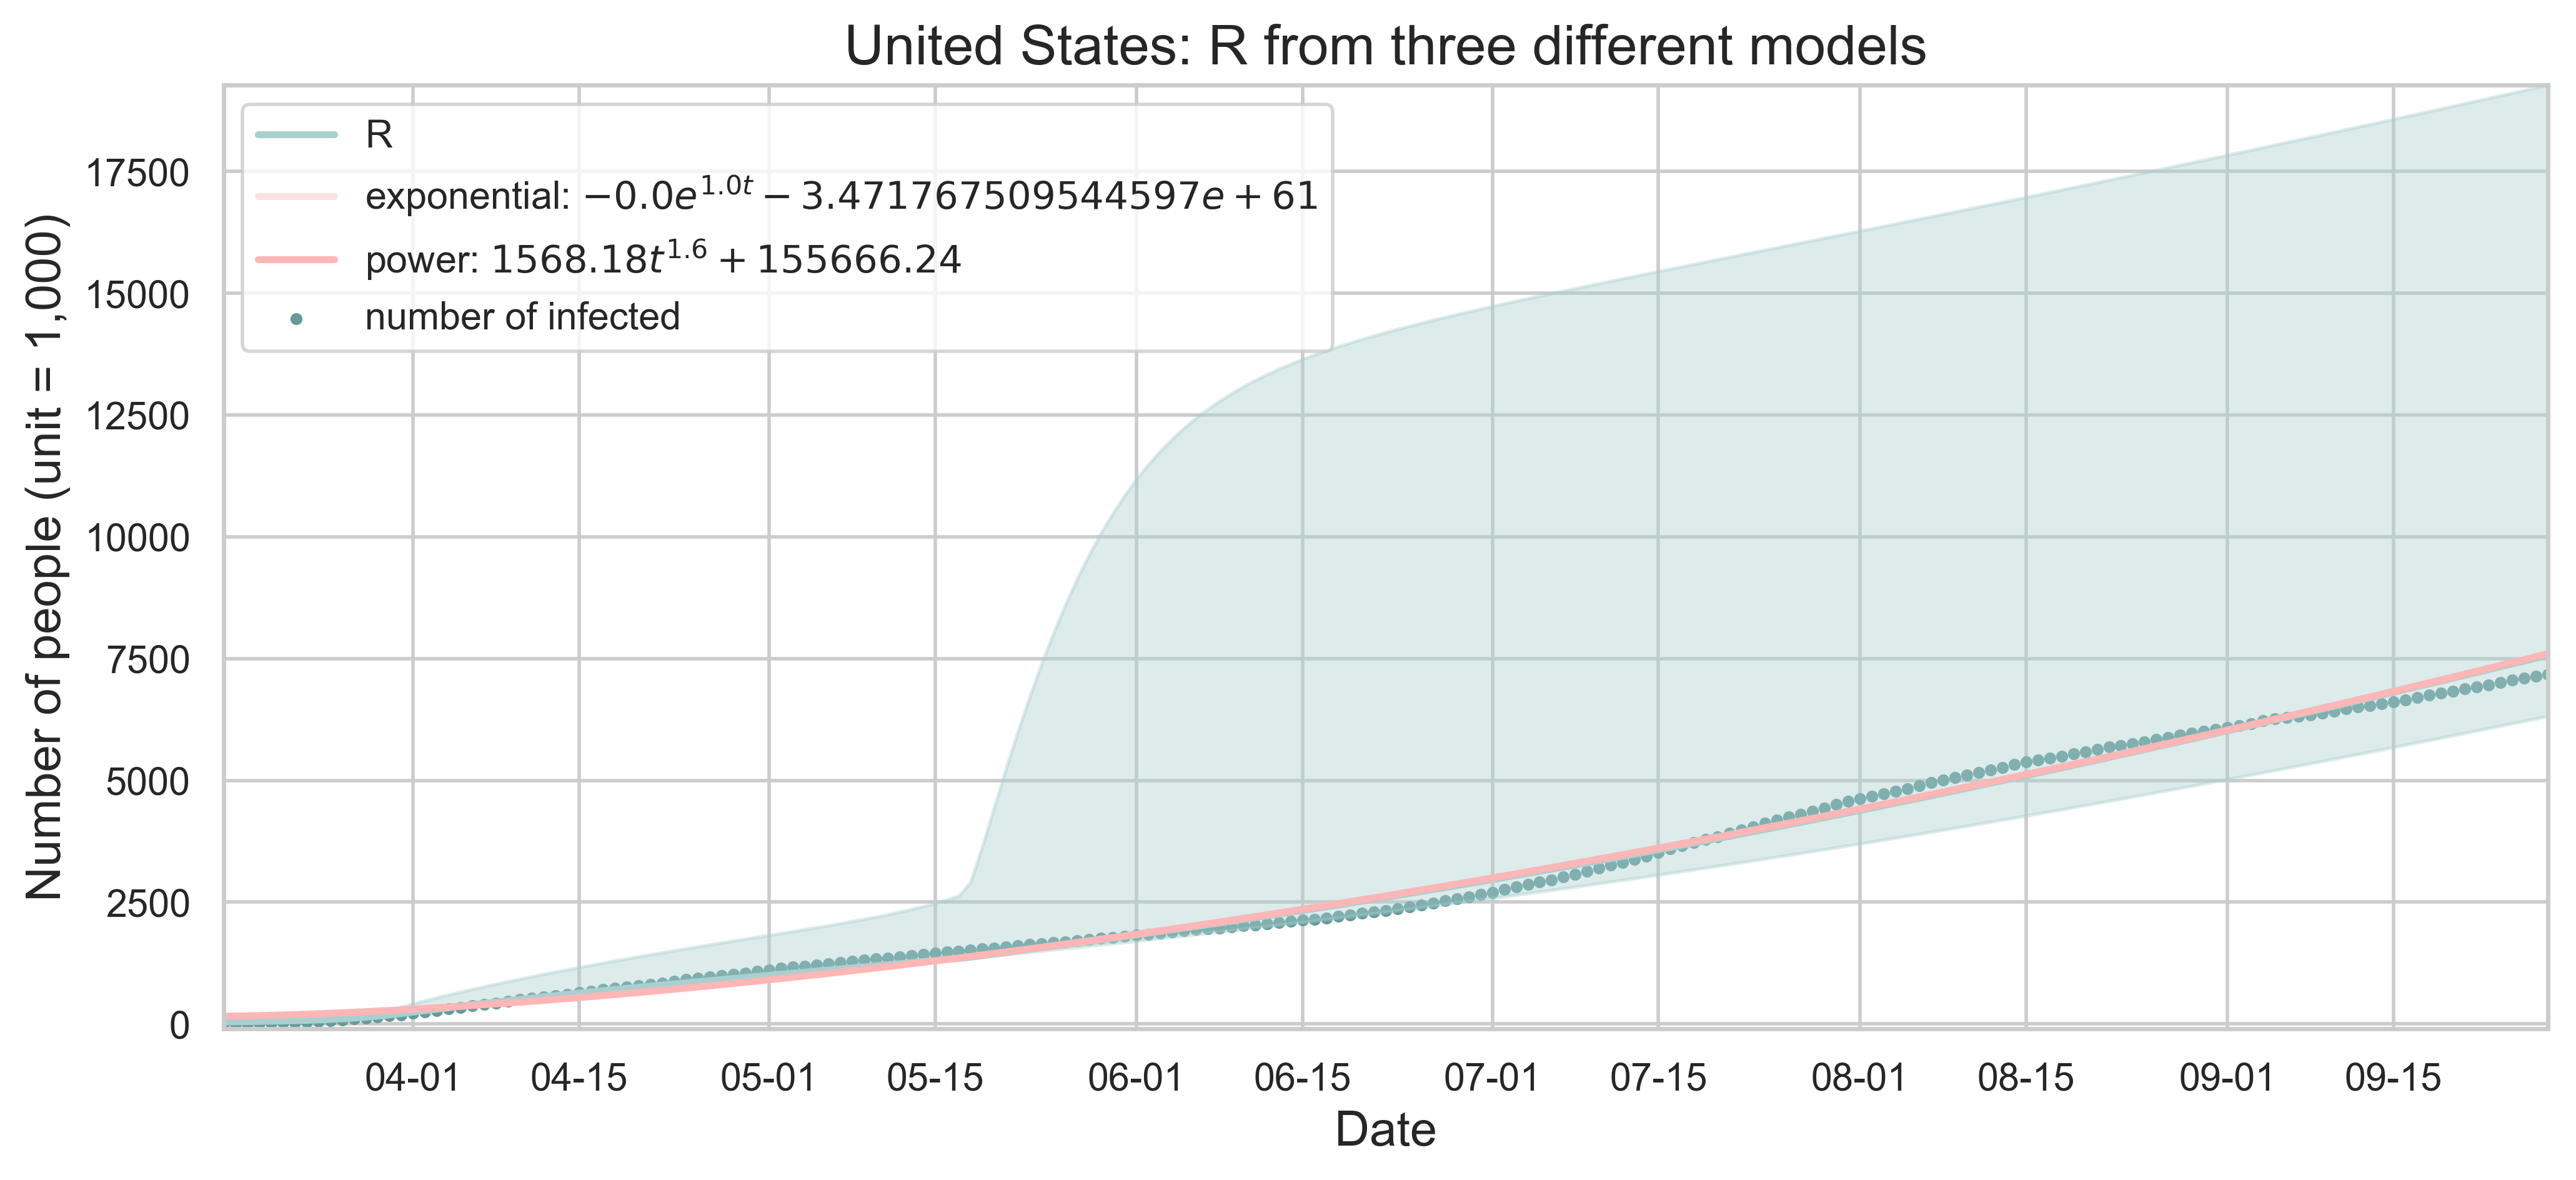 United States: R from three different models
R
exponential: −0.0e^{1.0t} − 3.4717675095444597e + 61
power: 1568.18t^{1.6} + 155666.24
number of infected
Number of people (unit = 1,000)
17500
15000
12500
10000
7500
5000
2500
0
04-01 04-15 05-01 05-15 06-01 06-15 07-01 07-15 08-01 08-15 09-01 09-15
Date